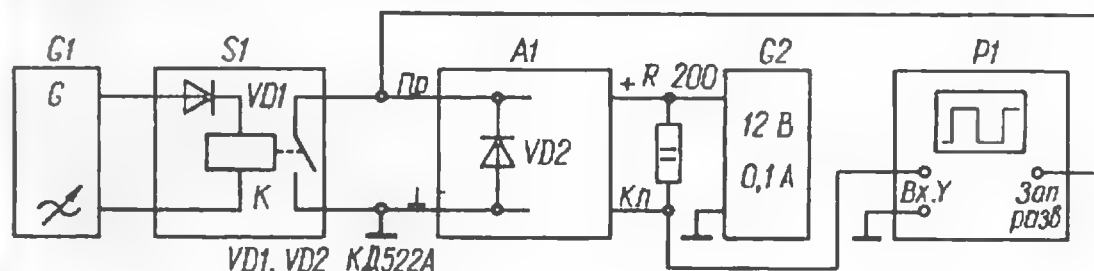 G1
S1
A1
G2
P1
G
VD1
К
Пр
⊥
VD2
+
R 200
Кл
12 В
0,1 А
Вх.Y
Зап
разв
VD1, VD2 КД522А